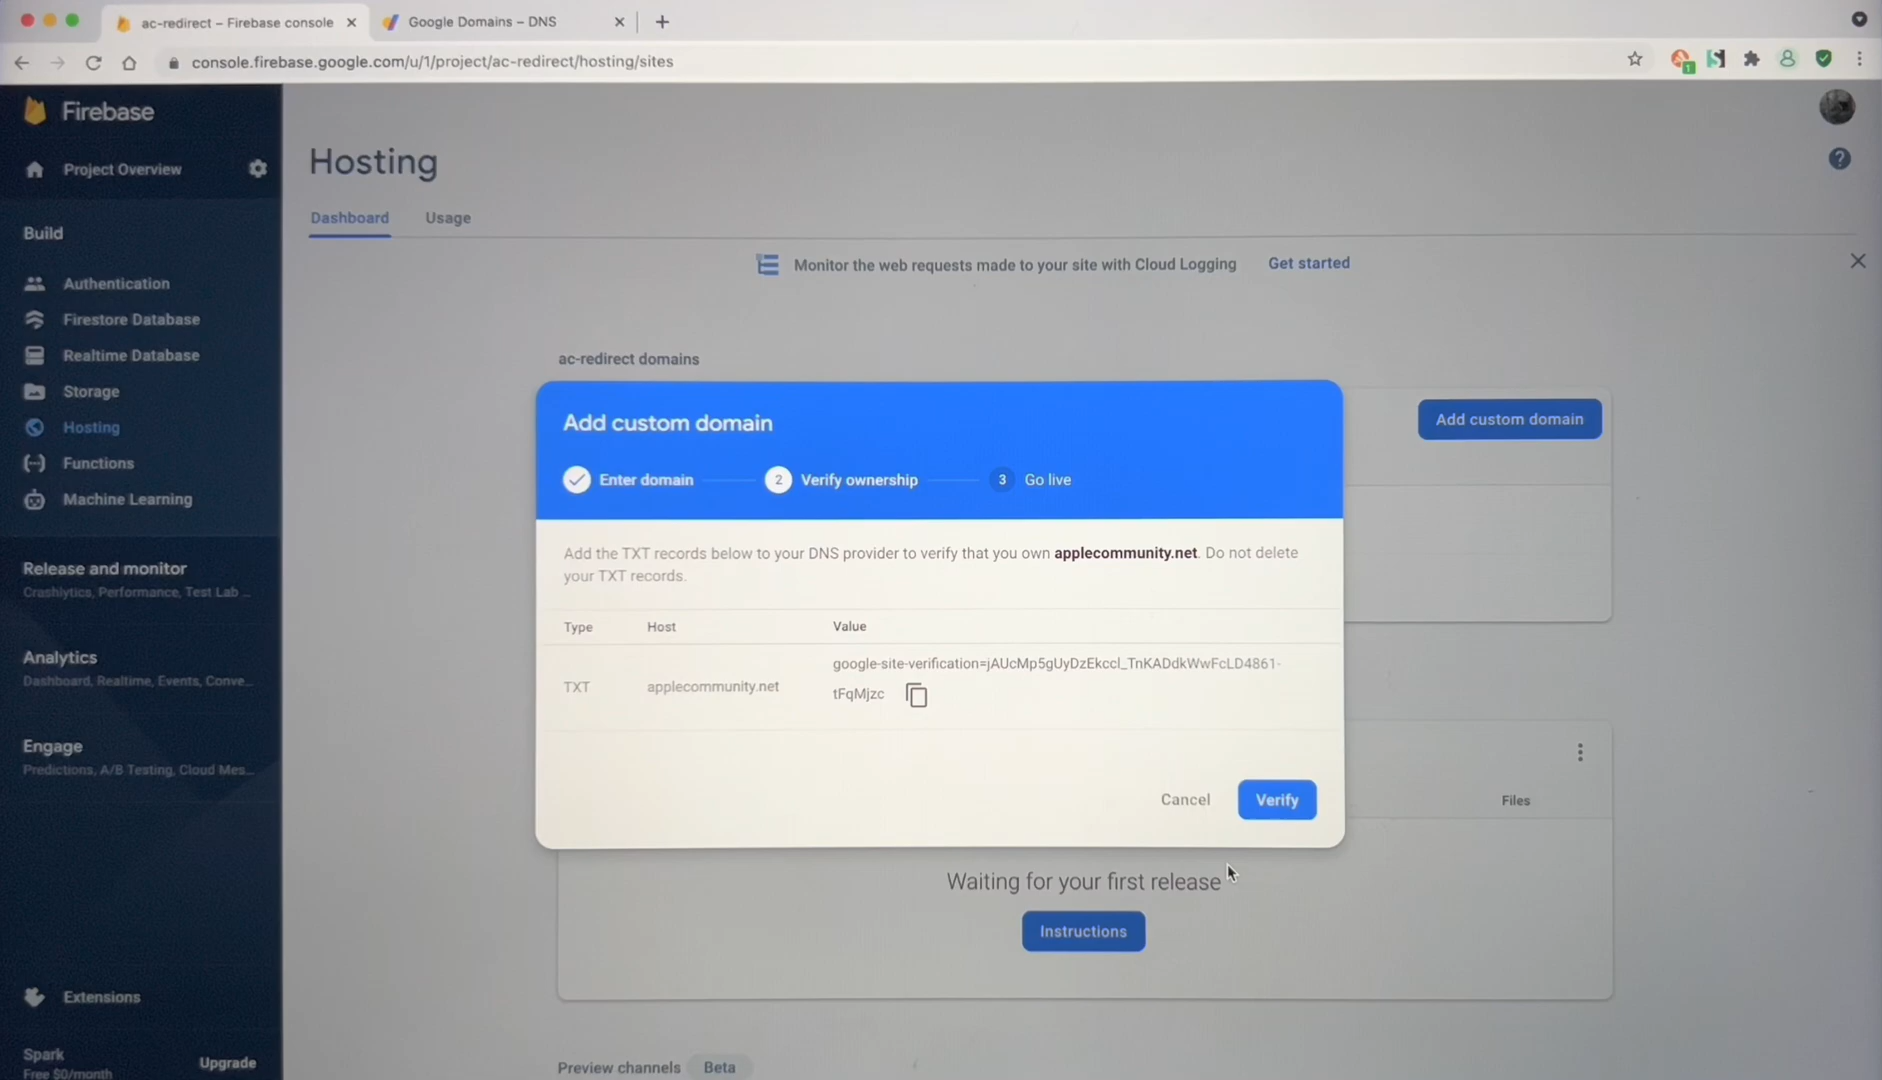 ac-redirect – Firebase console
Google Domains – DNS
console.firebase.google.com/u/1/project/ac-redirect/hosting/sites
1
Firebase
Project Overview
Build
Authentication
Firestore Database
Realtime Database
Storage
Hosting
Functions
Machine Learning
Release and monitor
Crashlytics, Performance, Test Lab ...
Analytics
Dashboard, Realtime, Events, Conve...
Engage
Predictions, A/B Testing, Cloud Mes...
Extensions
Spark
Free $0/month
Upgrade
Hosting
Dashboard
Usage
Monitor the web requests made to your site with Cloud Logging
Get started
ac-redirect domains
Add custom domain
Add custom domain
Enter domain
2
Verify ownership
3
Go live
Add the TXT records below to your DNS provider to verify that you own applecommunity.net. Do not delete
your TXT records.
Type
Host
Value
TXT
applecommunity.net
google-site-verification=jAUcMp5gUyDzEkccl_TnKADdkWwFcLD4861-
tFqMjzc
Cancel
Verify
Files
Waiting for your first release
Instructions
Preview channels
Beta